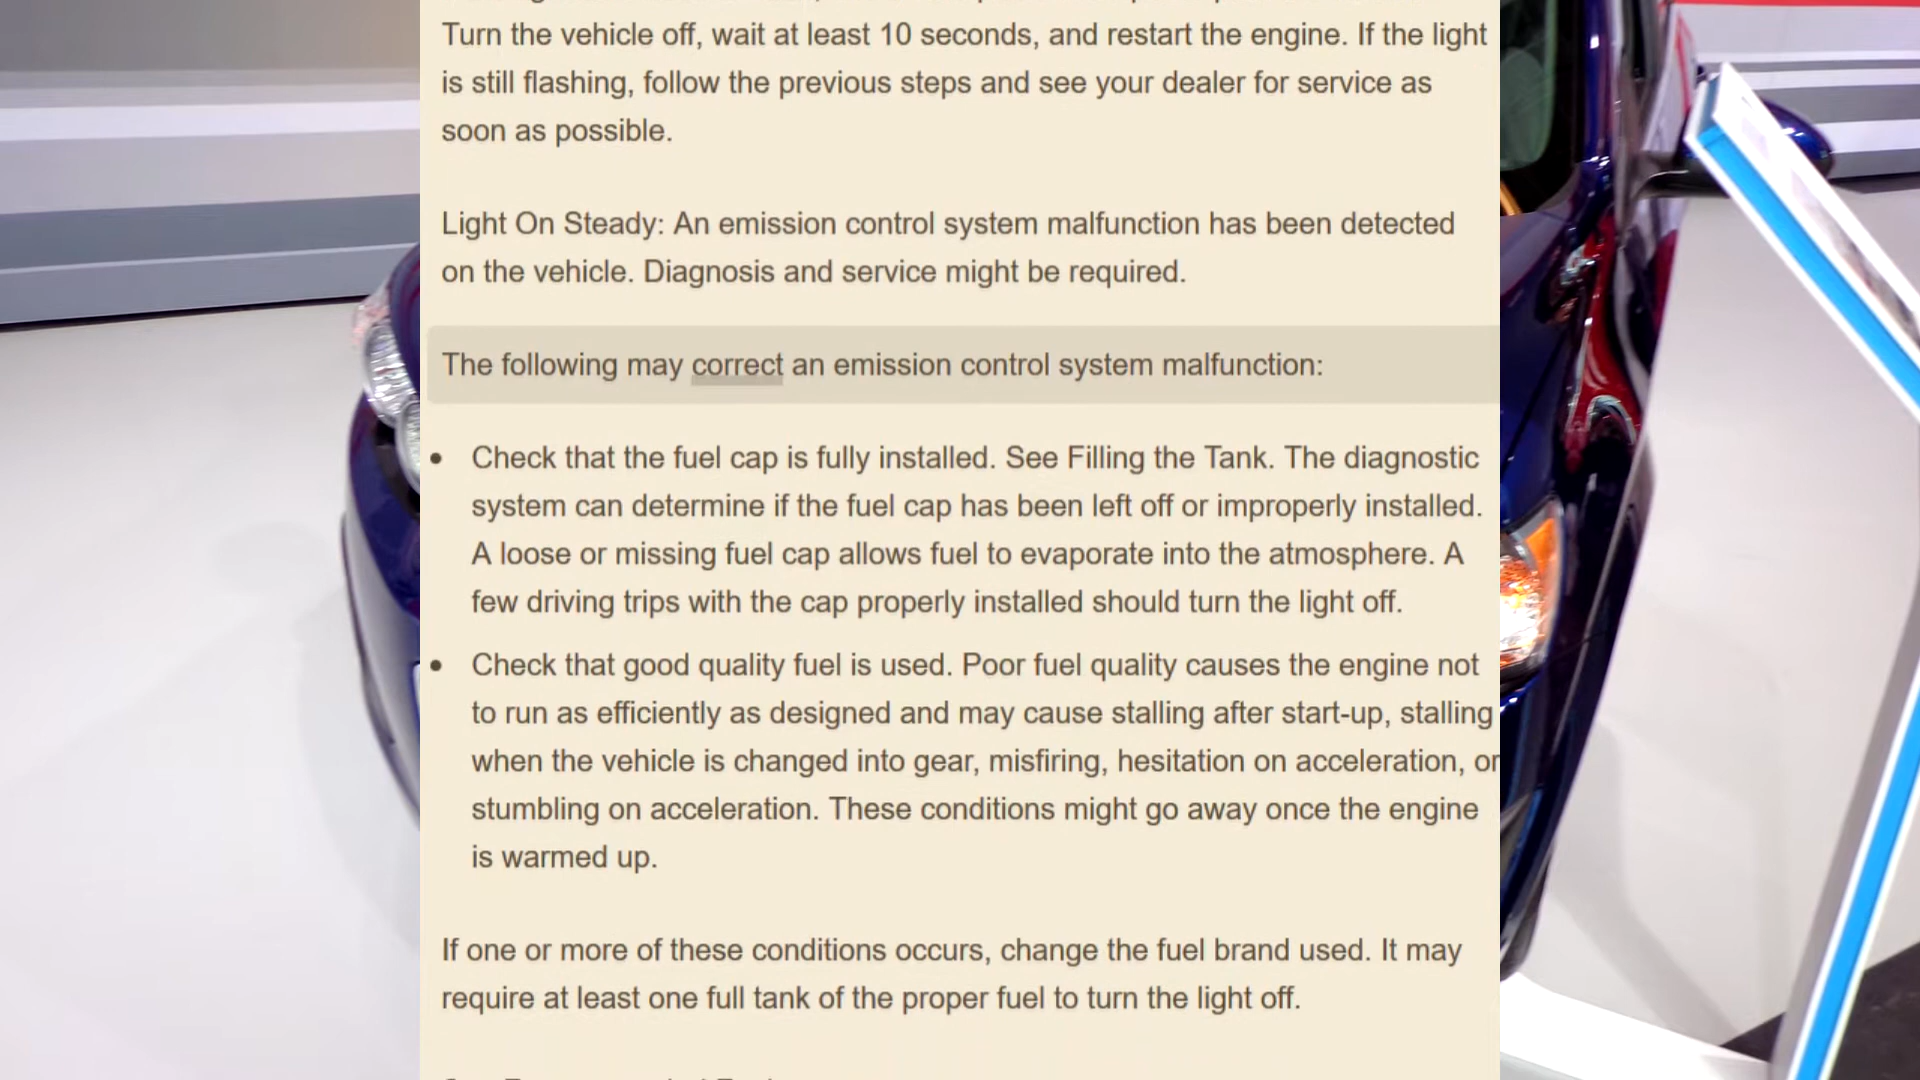 Turn the vehicle off, wait at least 10 seconds, and restart the engine. If the light
is still flashing, follow the previous steps and see your dealer for service as
soon as possible.
Light On Steady: An emission control system malfunction has been detected
on the vehicle. Diagnosis and service might be required.
The following may correct an emission control system malfunction:
• Check that the fuel cap is fully installed. See Filling the Tank. The diagnostic
system can determine if the fuel cap has been left off or improperly installed.
A loose or missing fuel cap allows fuel to evaporate into the atmosphere. A
few driving trips with the cap properly installed should turn the light off.
• Check that good quality fuel is used. Poor fuel quality causes the engine not
to run as efficiently as designed and may cause stalling after start-up, stalling
when the vehicle is changed into gear, misfiring, hesitation on acceleration, or
stumbling on acceleration. These conditions might go away once the engine
is warmed up.
If one or more of these conditions occurs, change the fuel brand used. It may
require at least one full tank of the proper fuel to turn the light off.